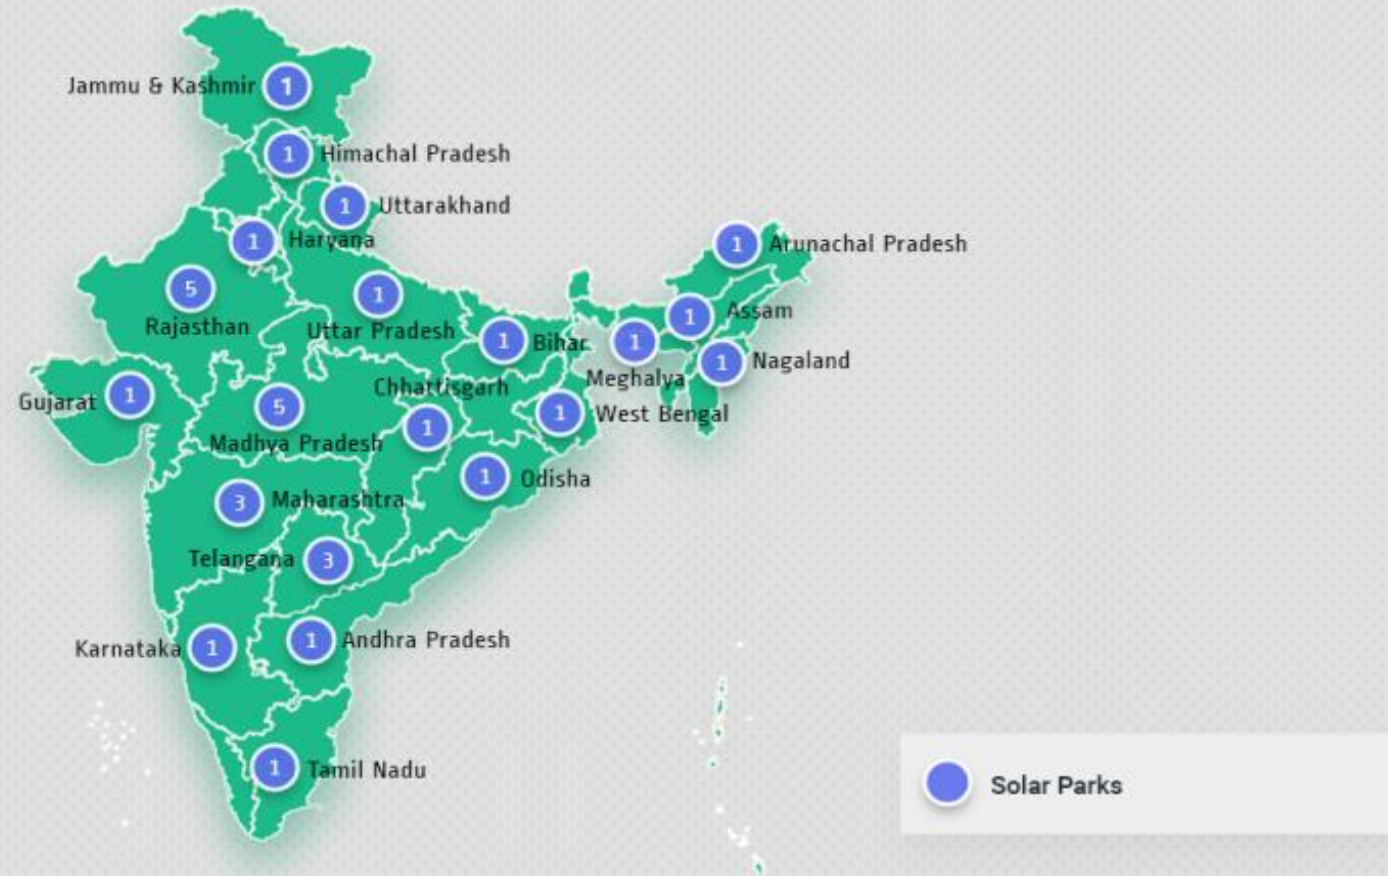 Jammu & Kashmir 1
1 Himachal Pradesh
1 Uttarakhand
1 Haryana
1 Arunachal Pradesh
5
Rajasthan
1
Uttar Pradesh
1 Assam
1 Bihar
1
Meghalya
1 Nagaland
Gujarat 1
5
Madhya Pradesh
Chhattisgarh
1
1 West Bengal
1 Odisha
3 Maharashtra
Telangana 3
Karnataka 1
1 Andhra Pradesh
1 Tamil Nadu
Solar Parks